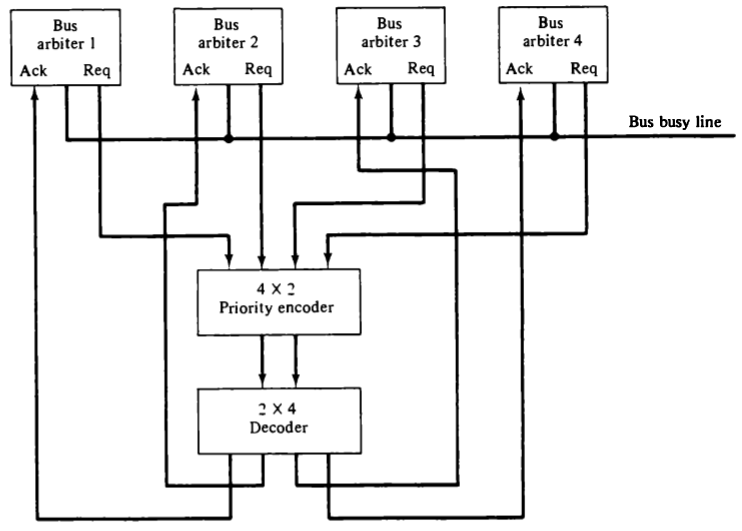 Bus
arbiter 1
Ack Req
Bus
arbiter 2
Ack Req
Bus
arbiter 3
Ack Req
Bus
arbiter 4
Ack Req
Bus busy line
4 × 2
Priority encoder
2 × 4
Decoder